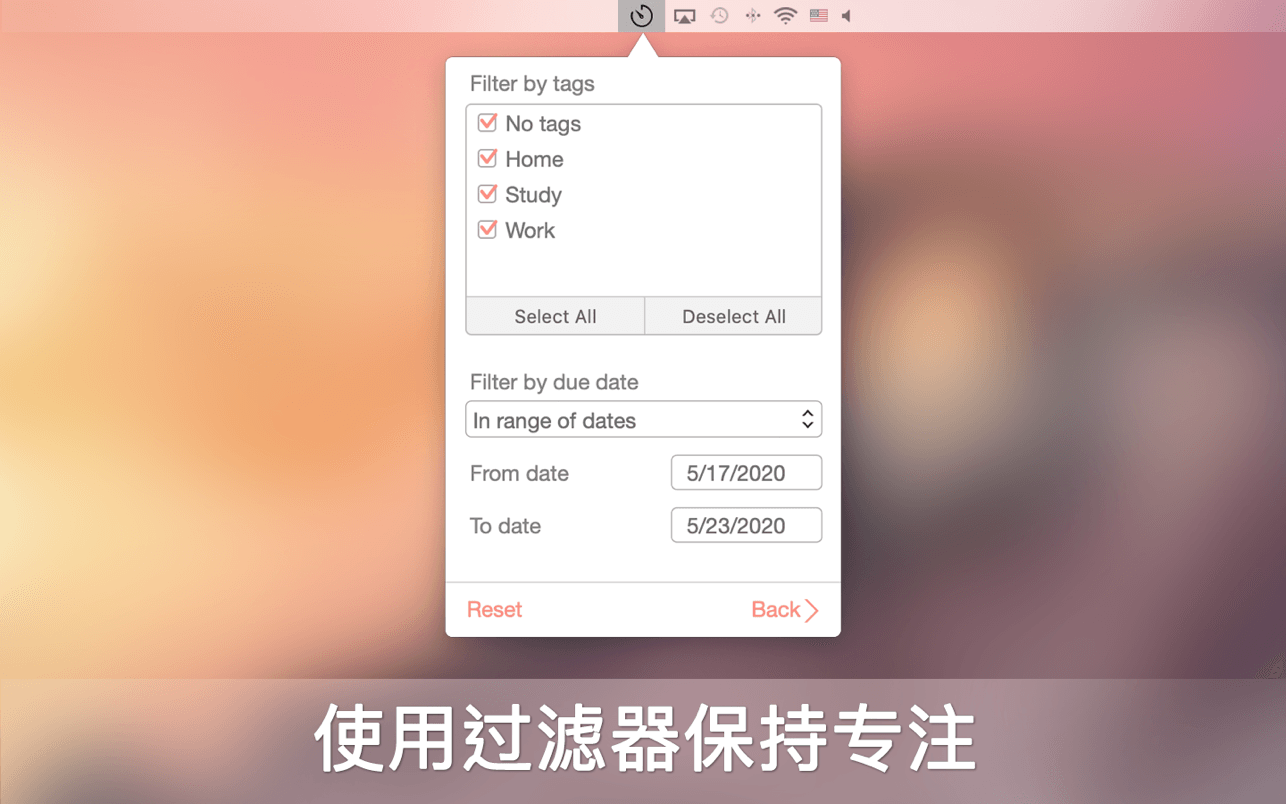 Filter by tags
No tags
Home
Study
Work
Select All Deselect All
Filter by due date
In range of dates
From date 5/17/2020
To date 5/23/2020
Reset Back
使用过滤器保持专注